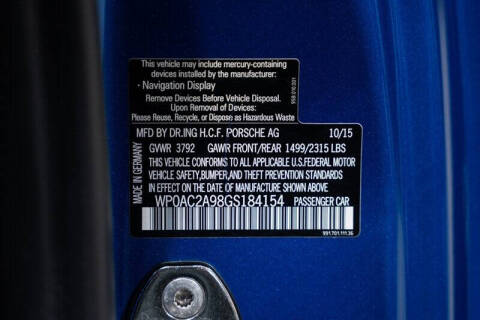 This vehicle may include mercury-containing
devices installed by the manufacturer:
- Navigation Display
Remove Devices Before Vehicle Disposal.
Upon Removal of Devices:
Please Reuse, Recycle, or Dispose as Hazardous Waste
MFD BY DR.ING H.C.F. PORSCHE AG 10/15
GVWR 3792 GAWR FRONT/REAR 1499/2315 LBS
THIS VEHICLE CONFORMS TO ALL APPLICABLE U.S.FEDERAL MOTOR
VEHICLE SAFETY,BUMPER,AND THEFT PREVENTION STANDARDS
IN EFFECT ON THE DATE OF MANUFACTURE SHOWN ABOVE.
WP0AC2A98GS184154 PASSENGER CAR
MADE IN GERMANY
991.701.111.36